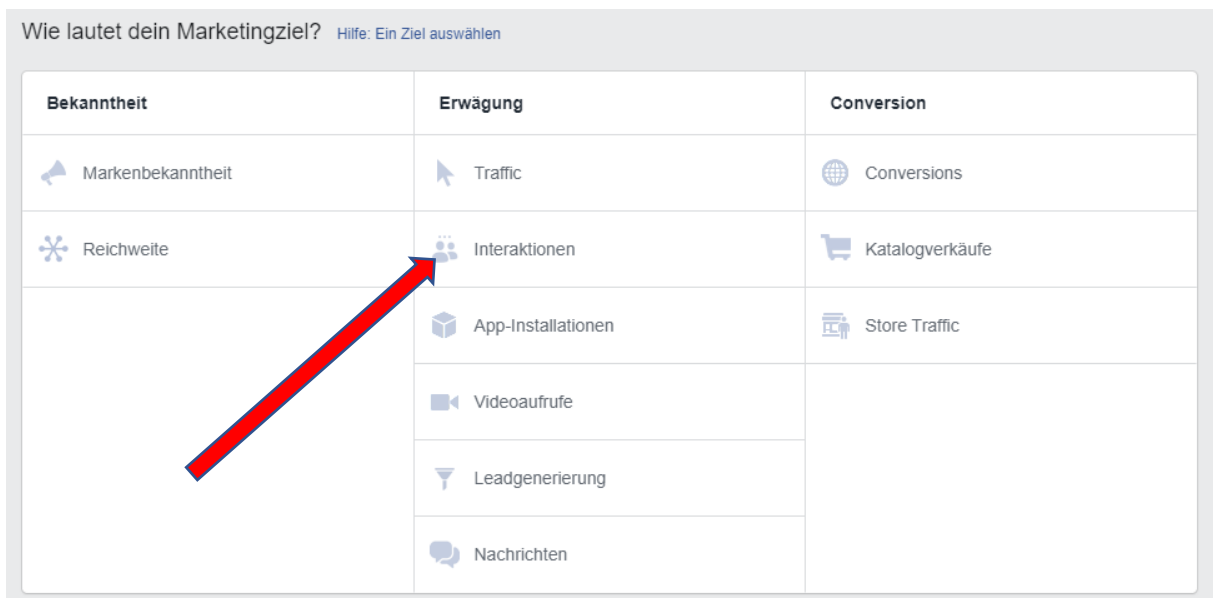 Wie lautet dein Marketingziel? Hilfe: Ein Ziel auswählen
Bekanntheit Erwägung Conversion
Markenbekanntheit Traffic Conversions
Reichweite Interaktionen Katalogverkäufe
App-Installationen Store Traffic
Videoaufrufe
Leadgenerierung
Nachrichten